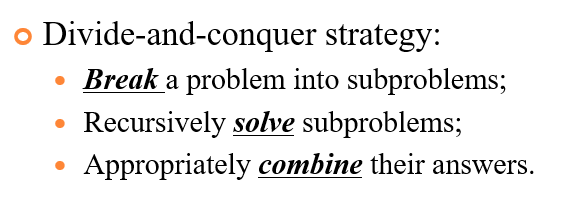 Divide-and-conquer strategy:
Break a problem into subproblems;
Recursively solve subproblems;
Appropriately combine their answers.